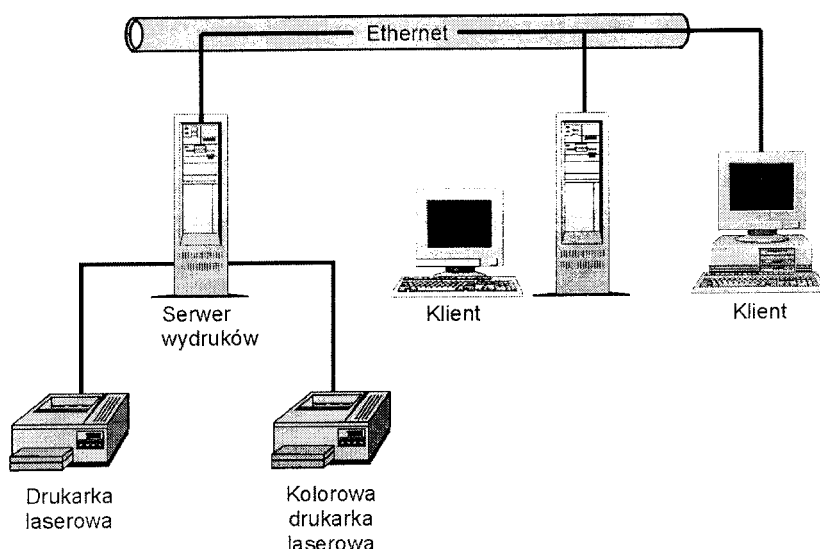 Ethernet
Serwer
wydruków
Klient
Klient
Drukarka
laserowa
Kolorowa
drukarka
laserowa